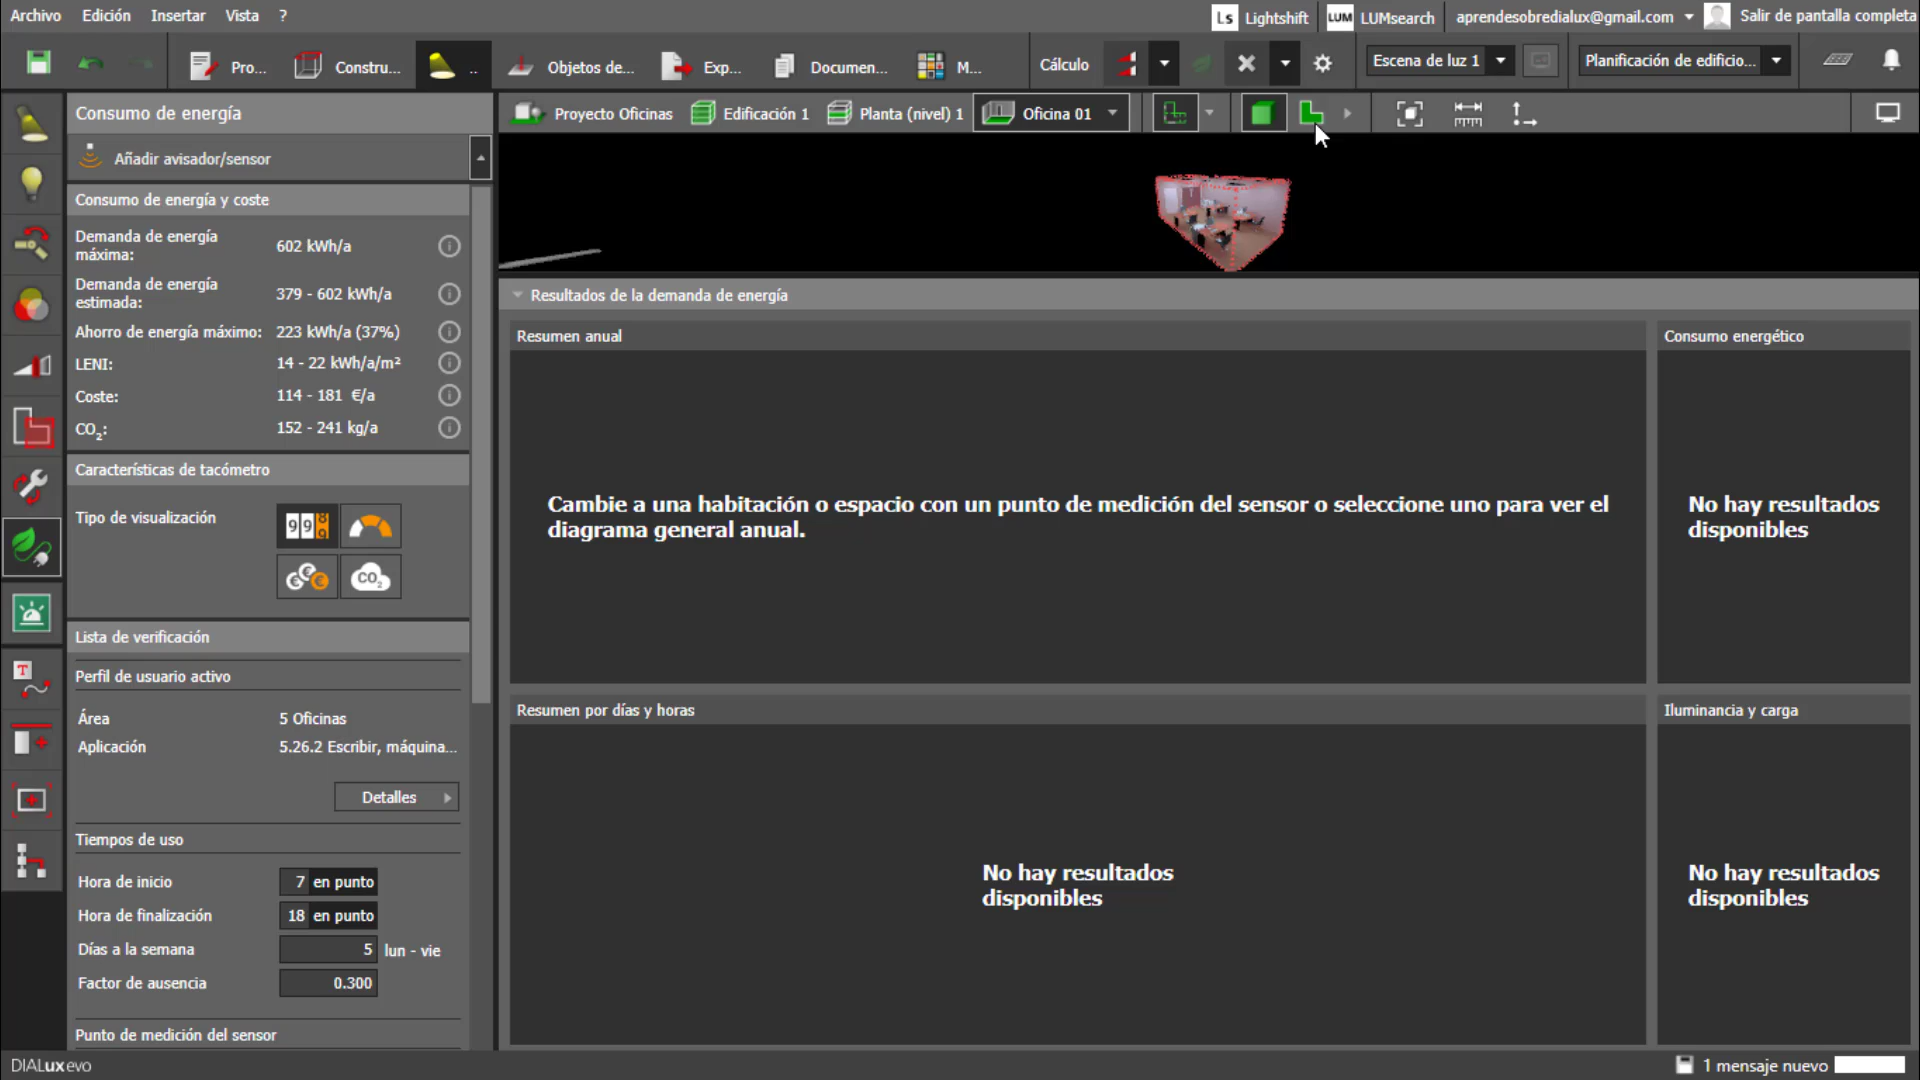 Archivo Edición Insertar Vista ?
Ls Lightshift LUM LUMsearch aprendesobredialux@gmail.com Salir de pantalla completa
Pro... Constru... .. Objetos de... Exp... Documen... M... Cálculo Escena de luz 1 Planificación de edificio...
Consumo de energía
Proyecto Oficinas Edificación 1 Planta (nivel) 1 Oficina 01
Añadir avisador/sensor
Consumo de energía y coste
Demanda de energía
máxima: 602 kWh/a
Demanda de energía
estimada: 379 - 602 kWh/a
Ahorro de energía máximo: 223 kWh/a (37%)
LENI: 14 - 22 kWh/a/m²
Coste: 114 - 181 €/a
CO₂: 152 - 241 kg/a
Características de tacómetro
Tipo de visualización
CO₂
Lista de verificación
Perfil de usuario activo
Área 5 Oficinas
Aplicación 5.26.2 Escribir, máquina...
Detalles
Tiempos de uso
Hora de inicio 7 en punto
Hora de finalización 18 en punto
Días a la semana 5 lun - vie
Factor de ausencia 0.300
Punto de medición del sensor
Resultados de la demanda de energía
Resumen anual
Cambie a una habitación o espacio con un punto de medición del sensor o seleccione uno para ver el
diagrama general anual.
Consumo energético
No hay resultados
disponibles
Resumen por días y horas
No hay resultados
disponibles
Iluminancia y carga
No hay resultados
disponibles
DIALux evo
1 mensaje nuevo